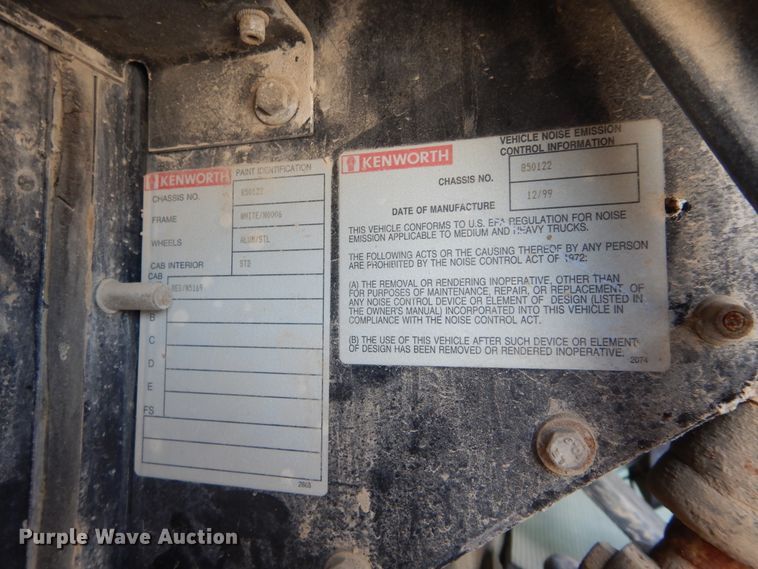 KENWORTH
PAINT IDENTIFICATION
CHASSIS NO.
850122
FRAME
WHITE/N0006
WHEELS
ALUM/STL
CAB INTERIOR
STD
CAB
RED/N5169
B
C
D
E
FS
2868
KENWORTH
VEHICLE NOISE EMISSION
CONTROL INFORMATION
CHASSIS NO.
850122
DATE OF MANUFACTURE
12/99
THIS VEHICLE CONFORMS TO U.S. EPA REGULATION FOR NOISE
EMISSION APPLICABLE TO MEDIUM AND HEAVY TRUCKS.
THE FOLLOWING ACTS OR THE CAUSING THEREOF BY ANY PERSON
ARE PROHIBITED BY THE NOISE CONTROL ACT OF 1972:
(A) THE REMOVAL OR RENDERING INOPERATIVE, OTHER THAN
FOR PURPOSES OF MAINTENANCE, REPAIR, OR REPLACEMENT OF
ANY NOISE CONTROL DEVICE OR ELEMENT OF DESIGN (LISTED IN
THE OWNER'S MANUAL) INCORPORATED INTO THIS VEHICLE IN
COMPLIANCE WITH THE NOISE CONTROL ACT.
(B) THE USE OF THIS VEHICLE AFTER SUCH DEVICE OR ELEMENT
OF DESIGN HAS BEEN REMOVED OR RENDERED INOPERATIVE.
2074
Purple Wave Auction